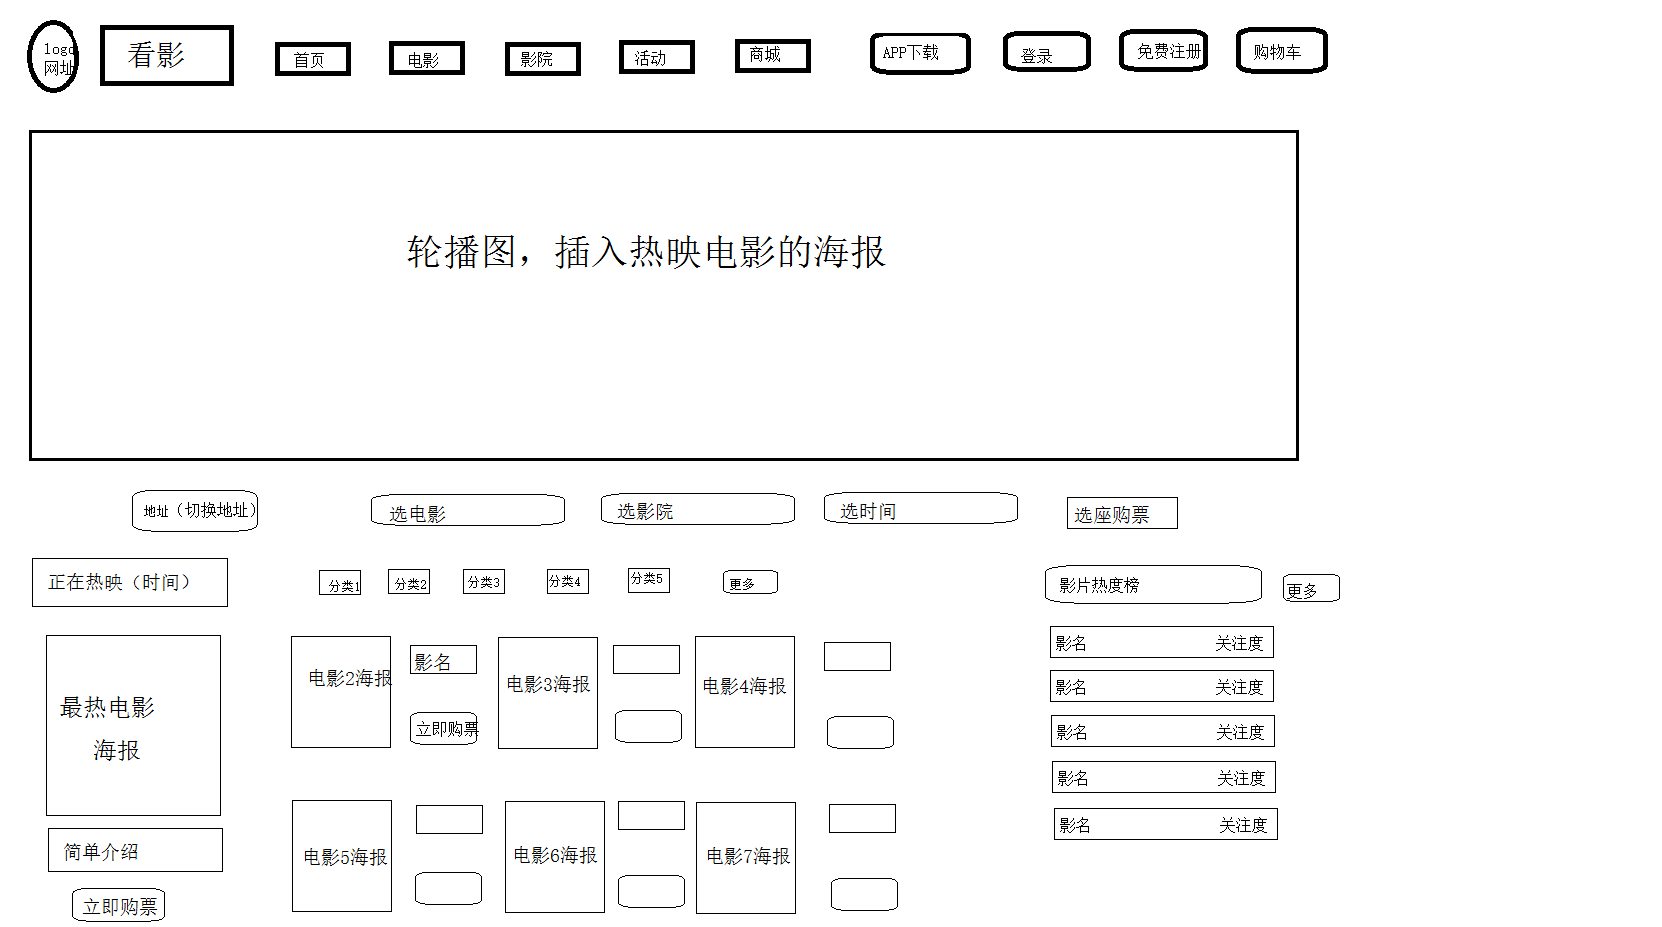 logo
网址
看影
首页
电影
影院
活动
商城
APP下载
登录
免费注册
购物车
轮播图，插入热映电影的海报
地址（切换地址）
选电影
选影院
选时间
选座购票
正在热映（时间）
分类1
分类2
分类3
分类4
分类5
更多
影片热度榜
更多
最热电影
海报
简单介绍
立即购票
电影2海报
影名
立即购票
电影3海报
电影4海报
电影5海报
电影6海报
电影7海报
影名 关注度
影名 关注度
影名 关注度
影名 关注度
影名 关注度